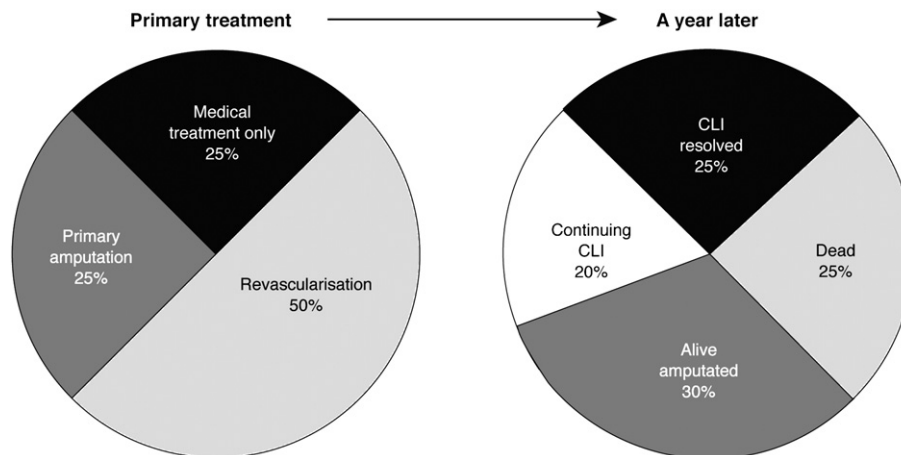 Primary treatment
A year later
Medical
treatment only
25%
Primary
amputation
25%
Revascularisation
50%
CLI
resolved
25%
Continuing
CLI
20%
Dead
25%
Alive
amputated
30%